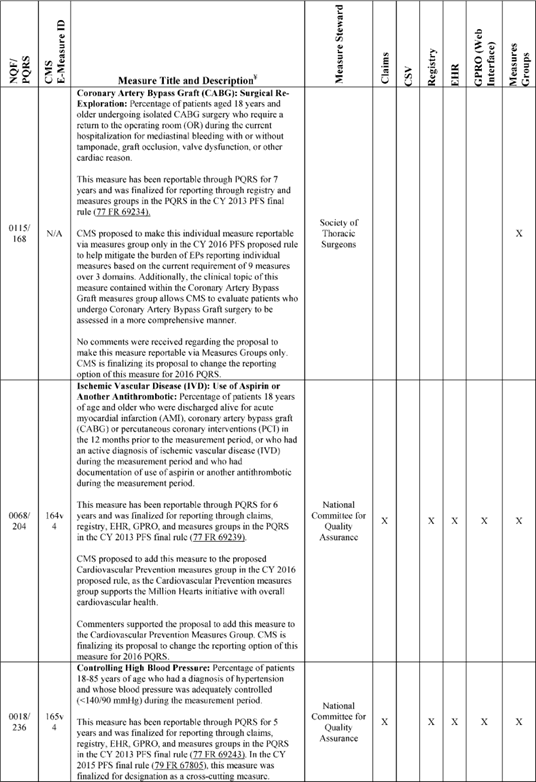 NQF/
PQRS
CMS
E-Measure ID
Measure Title and Description¥
Measure Steward
Claims
CSV
Registry
EHR
GPRO (Web
Interface)
Measures
Groups
0115/
168
N/A
Coronary Artery Bypass Graft (CABG): Surgical Re-
Exploration: Percentage of patients aged 18 years and
older undergoing isolated CABG surgery who require a
return to the operating room (OR) during the current
hospitalization for mediastinal bleeding with or without
tamponade, graft occlusion, valve dysfunction, or other
cardiac reason.
This measure has been reportable through PQRS for 7
years and was finalized for reporting through registry and
measures groups in the PQRS in the CY 2013 PFS final
rule (77 FR 69234).
CMS proposed to make this individual measure reportable
via measures group only in the CY 2016 PFS proposed rule
to help mitigate the burden of EPs reporting individual
measures based on the current requirement of 9 measures
over 3 domains. Additionally, the clinical topic of this
measure contained within the Coronary Artery Bypass
Graft measures group allows CMS to evaluate patients who
undergo Coronary Artery Bypass Graft surgery to be
assessed in a more comprehensive manner.
No comments were received regarding the proposal to
make this measure reportable via Measures Groups only.
CMS is finalizing its proposal to change the reporting
option of this measure for 2016 PQRS.
Society of
Thoracic
Surgeons
X
0068/
204
164v
4
Ischemic Vascular Disease (IVD): Use of Aspirin or
Another Antithrombotic: Percentage of patients 18 years
of age and older who were discharged alive for acute
myocardial infarction (AMI), coronary artery bypass graft
(CABG) or percutaneous coronary interventions (PCI) in
the 12 months prior to the measurement period, or who had
an active diagnosis of ischemic vascular disease (IVD)
during the measurement period and who had
documentation of use of aspirin or another antithrombotic
during the measurement period.
This measure has been reportable through PQRS for 6
years and was finalized for reporting through claims,
registry, EHR, GPRO, and measures groups in the PQRS
in the CY 2013 PFS final rule (77 FR 69239).
CMS proposed to add this measure to the proposed
Cardiovascular Prevention measures group in the CY 2016
proposed rule, as the Cardiovascular Prevention measures
group supports the Million Hearts initiative with overall
cardiovascular health.
Commenters supported the proposal to add this measure to
the Cardiovascular Prevention Measures Group. CMS is
finalizing its proposal to change the reporting option of this
measure for 2016 PQRS.
National
Committee for
Quality
Assurance
X X X X X
0018/
236
165v
4
Controlling High Blood Pressure: Percentage of patients
18-85 years of age who had a diagnosis of hypertension
and whose blood pressure was adequately controlled
(<140/90 mmHg) during the measurement period.
This measure has been reportable through PQRS for 5
years and was finalized for reporting through claims,
registry, EHR, GPRO, and measures groups in the PQRS
in the CY 2013 PFS final rule (77 FR 69243). In the CY
2015 PFS final rule (79 FR 67805), this measure was
finalized for designation as a cross-cutting measure.
National
Committee for
Quality
Assurance
X X X X X